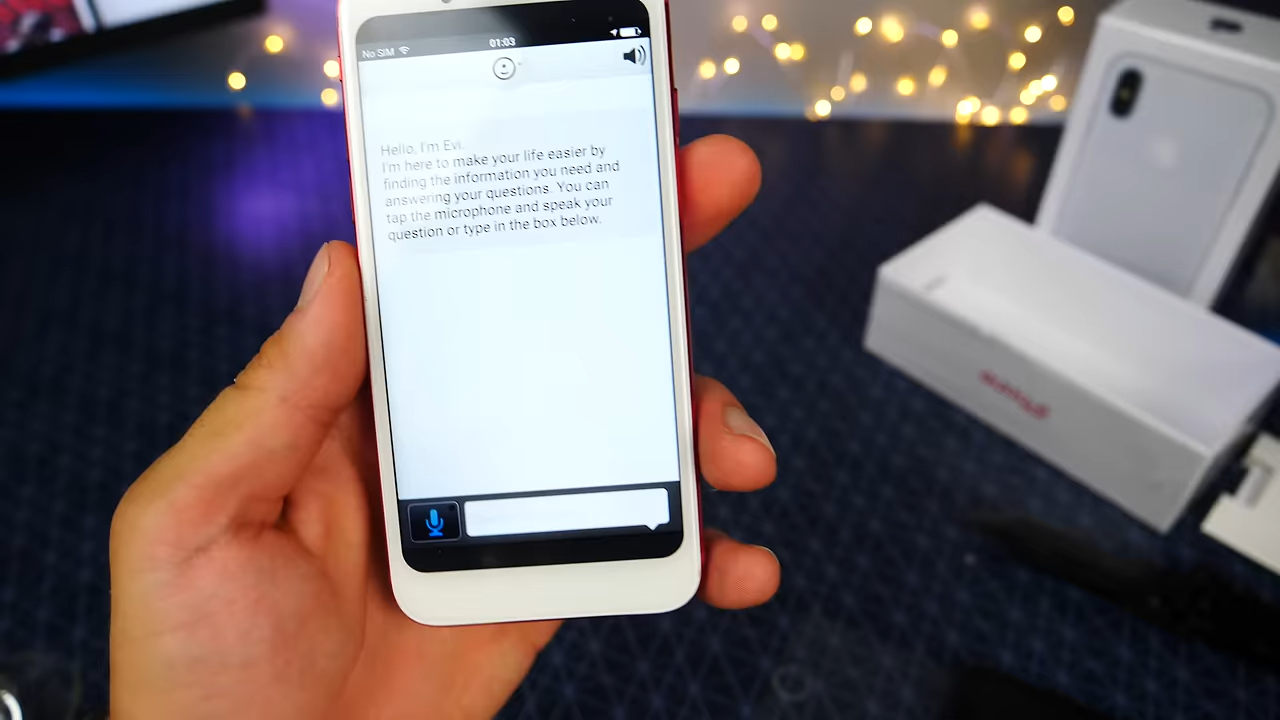 No SIM 01:03
Hello, I'm Evi.
I'm here to make your life easier by
finding the information you need and
answering your questions. You can
tap the microphone and speak your
question or type in the box below.